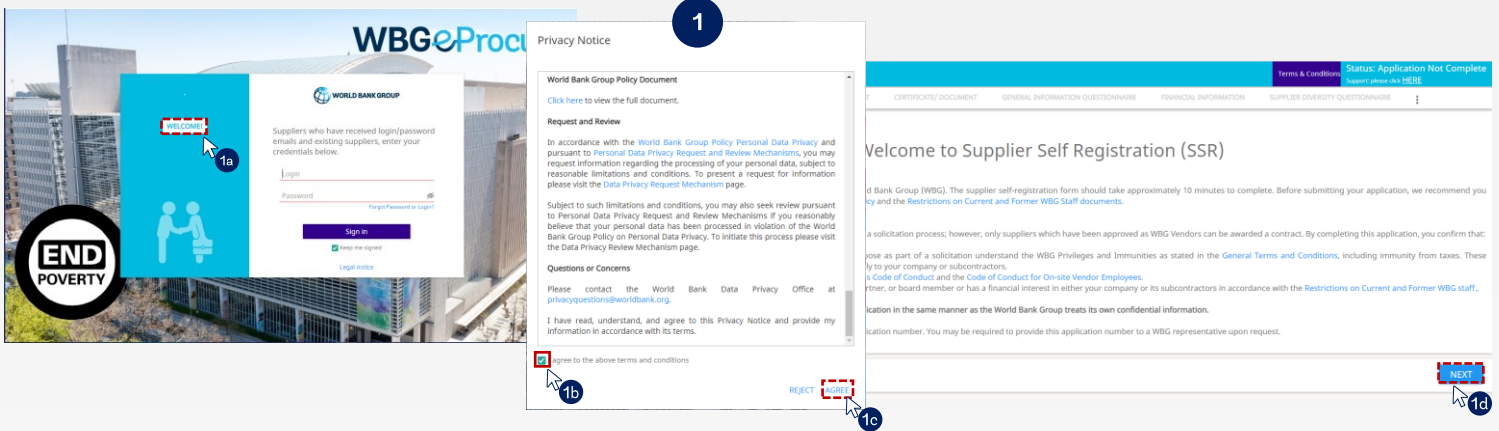 WBGeProcu
WELCOME!
1a
END
POVERTY
WORLD BANK GROUP
Suppliers who have received login/password
emails and existing suppliers, enter your
credentials below.
Login
Password
Forgot Password or Login?
Sign in
Keep me signed
Legal notice
1
Privacy Notice
World Bank Group Policy Document
Click here to view the full document.
Request and Review
In accordance with the World Bank Group Policy Personal Data Privacy and
pursuant to Personal Data Privacy Request and Review Mechanisms, you may
request information regarding the processing of your personal data, subject to
reasonable limitations and conditions. To present a request for information
please visit the Data Privacy Request Mechanism page.
Subject to such limitations and conditions, you may also seek review pursuant
to Personal Data Privacy Request and Review Mechanisms if you reasonably
believe that your personal data has been processed in violation of the World
Bank Group Policy on Personal Data Privacy. To initiate this process please visit
the Data Privacy Review Mechanism page.
Questions or Concerns
Please contact the World Bank Data Privacy Office at
privacyquestions@worldbank.org.
I have read, understand, and agree to this Privacy Notice and provide my
information in accordance with its terms.
agree to the above terms and conditions
1b
REJECT AGREE
1c
Terms & Conditions
Status: Application Not Complete
Support: please click HERE
T CERTIFICATE/ DOCUMENT GENERAL INFORMATION QUESTIONNAIRE FINANCIAL INFORMATION SUPPLIER DIVERSITY QUESTIONNAIRE
Welcome to Supplier Self Registration (SSR)
d Bank Group (WBG). The supplier self-registration form should take approximately 10 minutes to complete. Before submitting your application, we recommend you
cy and the Restrictions on Current and Former WBG Staff documents.
a solicitation process; however, only suppliers which have been approved as WBG Vendors can be awarded a contract. By completing this application, you confirm that:
ose as part of a solicitation understand the WBG Privileges and Immunities as stated in the General Terms and Conditions, including immunity from taxes. These
ly to your company or subcontractors.
s Code of Conduct and the Code of Conduct for On-site Vendor Employees.
rtner, or board member or has a financial interest in either your company or its subcontractors in accordance with the Restrictions on Current and Former WBG staff.,
lication in the same manner as the World Bank Group treats its own confidential information.
ication number. You may be required to provide this application number to a WBG representative upon request.
NEXT
1d